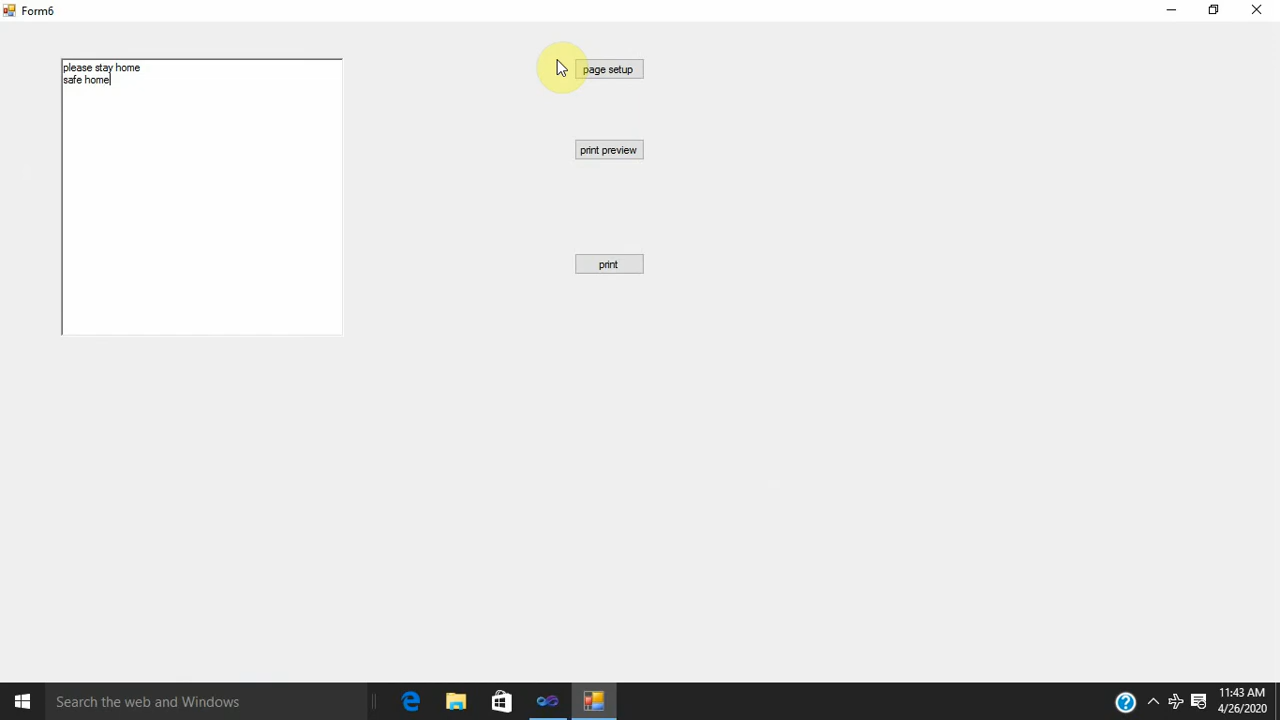 Form6
please stay home
safe home
page setup
print preview
print
Search the web and Windows
11:43 AM
4/26/2020